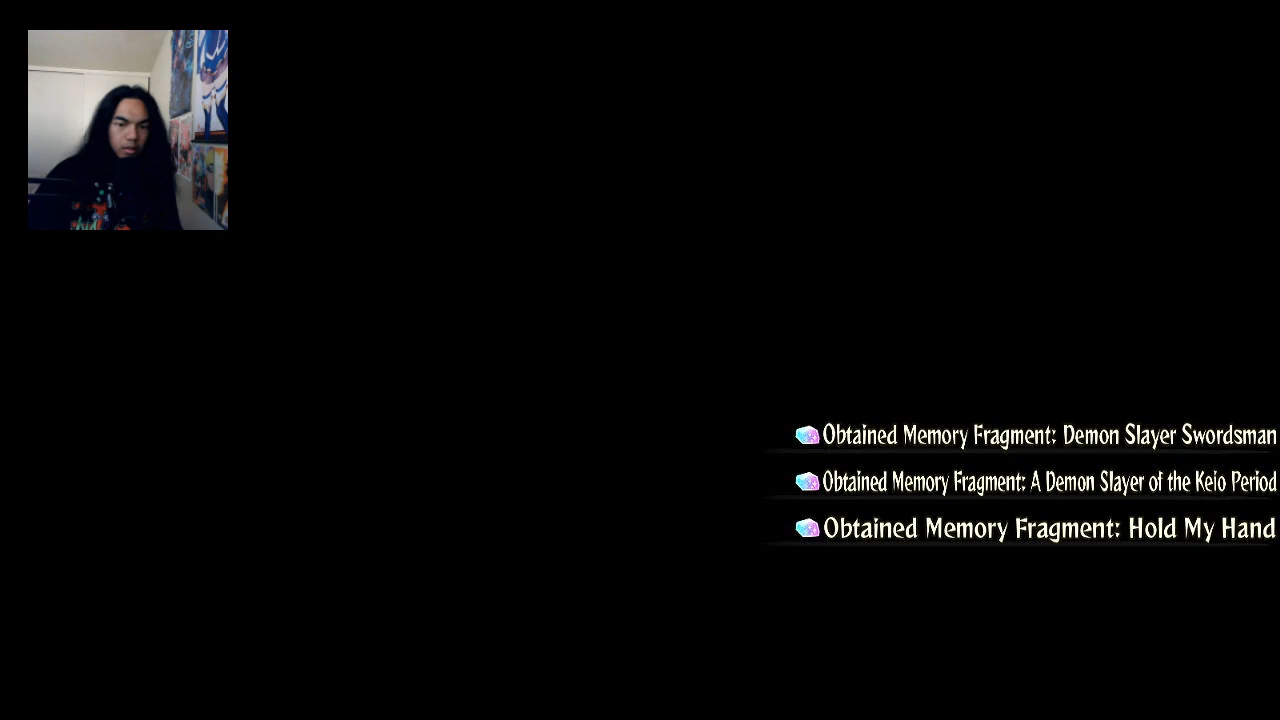 Obtained Memory Fragment: Demon Slayer Swordsman
Obtained Memory Fragment: A Demon Slayer of the Keio Period
Obtained Memory Fragment: Hold My Hand